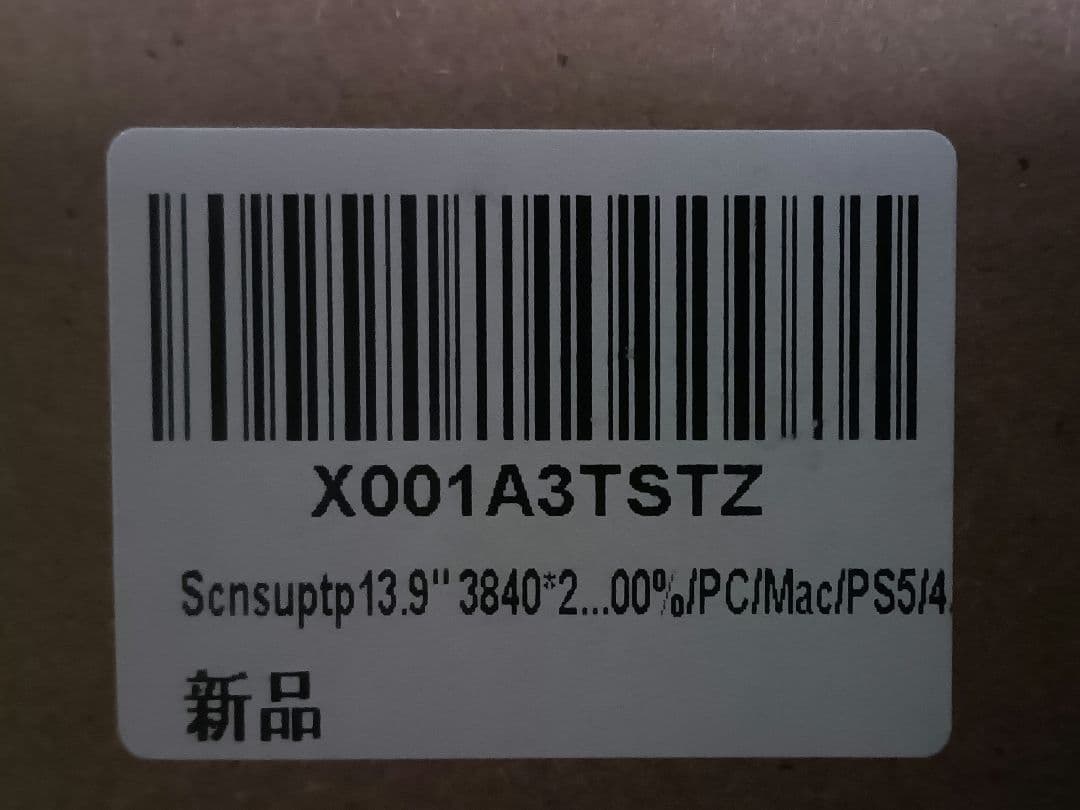 X001A3TSTZ
Scnsuptp13.9" 3840*2...00%/PC/Mac/PS5/4
新品